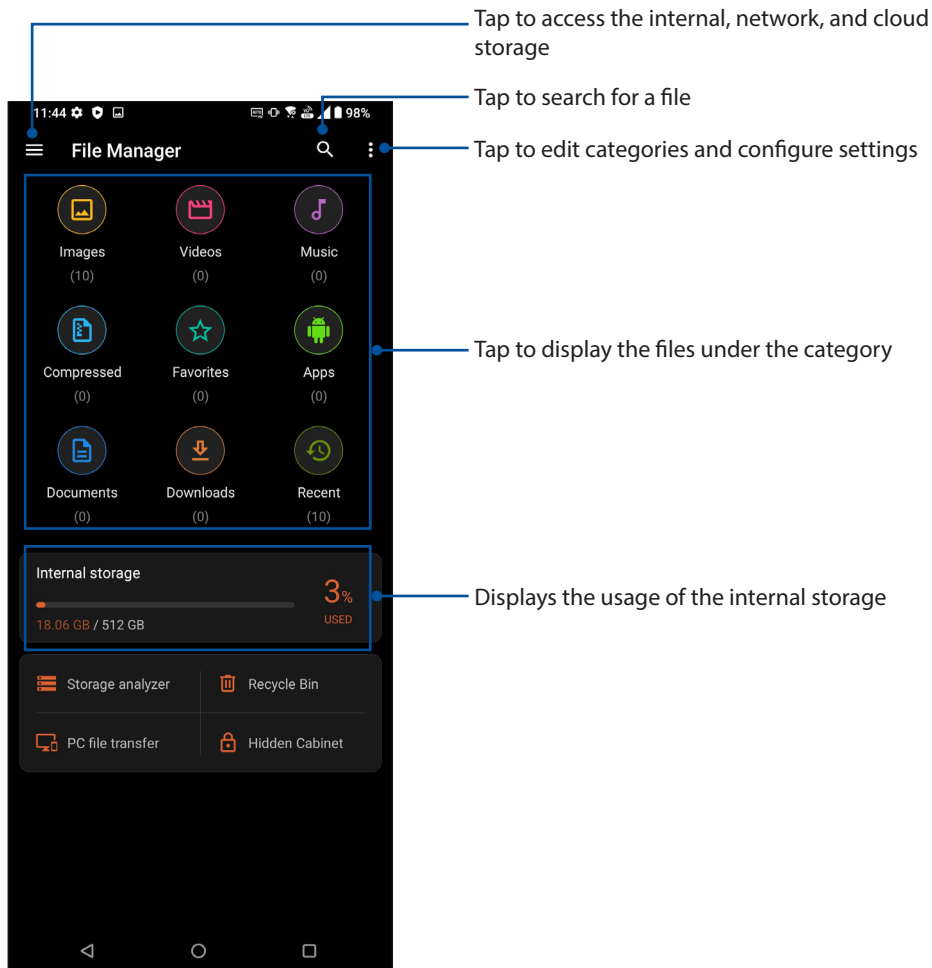 Tap to access the internal, network, and cloud
storage
Tap to search for a file
Tap to edit categories and configure settings
Tap to display the files under the category
Displays the usage of the internal storage
11:44 98%
File Manager
Images Videos Music
(10) (0) (0)
Compressed Favorites Apps
(0) (0) (0)
Documents Downloads Recent
(0) (0) (10)
Internal storage
3%
USED
18.06 GB / 512 GB
Storage analyzer Recycle Bin
PC file transfer Hidden Cabinet